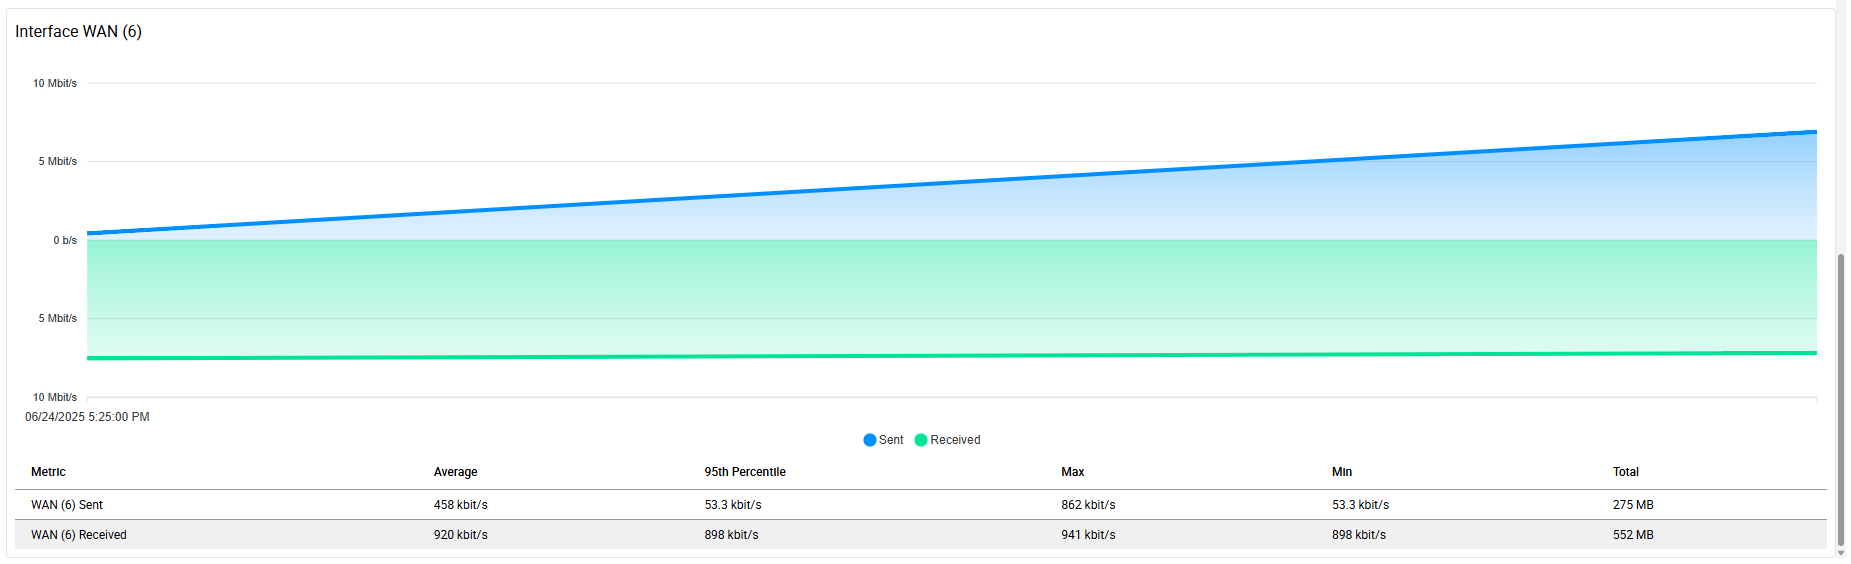 Interface WAN (6)
10 Mbit/s
5 Mbit/s
0 b/s
5 Mbit/s
10 Mbit/s
06/24/2025 5:25:00 PM
Sent Received
Metric Average 95th Percentile Max Min Total
WAN (6) Sent 458 kbit/s 53.3 kbit/s 862 kbit/s 53.3 kbit/s 275 MB
WAN (6) Received 920 kbit/s 898 kbit/s 941 kbit/s 898 kbit/s 552 MB